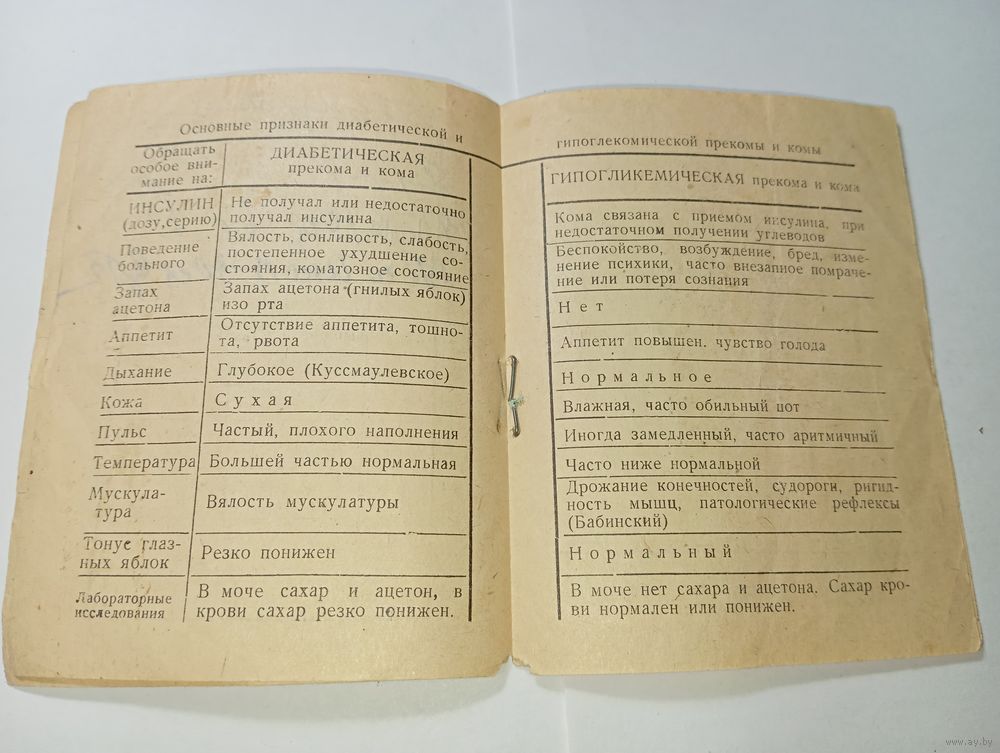 Основные признаки диабетической и
Обращать
особое вни-
мание на:
ДИАБЕТИЧЕСКАЯ
прекома и кома
ИНСУЛИН
(дозу, серию)
Не получал или недостаточно
получал инсулина
Поведение
больного
Вялость, сонливость, слабость,
постепенное ухудшение со-
стояния, коматозное состояние
Запах
ацетона
Запах ацетона (гнилых яблок)
изо рта
Аппетит
Отсутствие аппетита, тошно-
та, рвота
Дыхание
Глубокое (Куссмаулевское)
Кожа
Сухая
Пульс
Частый, плохого наполнения
Температура
Большей частью нормальная
Мускула-
тура
Вялость мускулатуры
Тонус глаз-
ных яблок
Резко понижен
Лабораторные
исследования
В моче сахар и ацетон, в
крови сахар резко понижен.
гипоглекомической прекомы и комы
ГИПОГЛИКЕМИЧЕСКАЯ прекома и кома
Кома связана с приемом инсулина, при
недостаточном получении углеводов
Беспокойство, возбуждение, бред, изме-
нение психики, часто внезапное помраче-
ние или потеря сознания
Нет
Аппетит повышен. чувство голода
Нормальное
Влажная, часто обильный пот
Иногда замедленный, часто аритмичный
Часто ниже нормальной
Дрожание конечностей, судороги, ригид-
ность мышц, патологические рефлексы
(Бабинский)
Нормальный
В моче нет сахара и ацетона. Сахар кро-
ви нормален или понижен.
www.ay.by